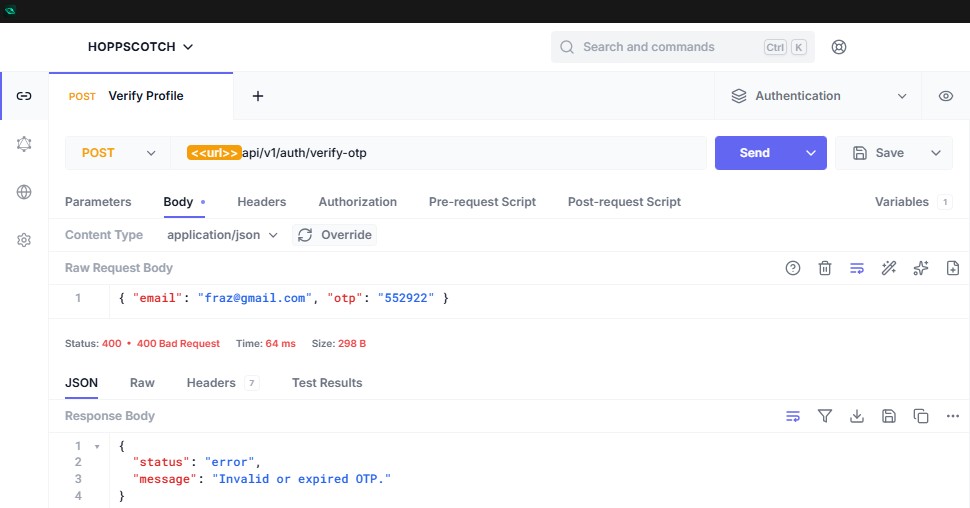 HOPPSCOTCH
Search and commands Ctrl K
POST Verify Profile +
Authentication
POST <<url>>api/v1/auth/verify-otp Send Save
Parameters Body Headers Authorization Pre-request Script Post-request Script Variables 1
Content Type application/json Override
Raw Request Body
1 { "email": "fraz@gmail.com", "otp": "552922" }
Status: 400 • 400 Bad Request Time: 64 ms Size: 298 B
JSON Raw Headers 7 Test Results
Response Body
1 {
2 "status": "error",
3 "message": "Invalid or expired OTP."
4 }